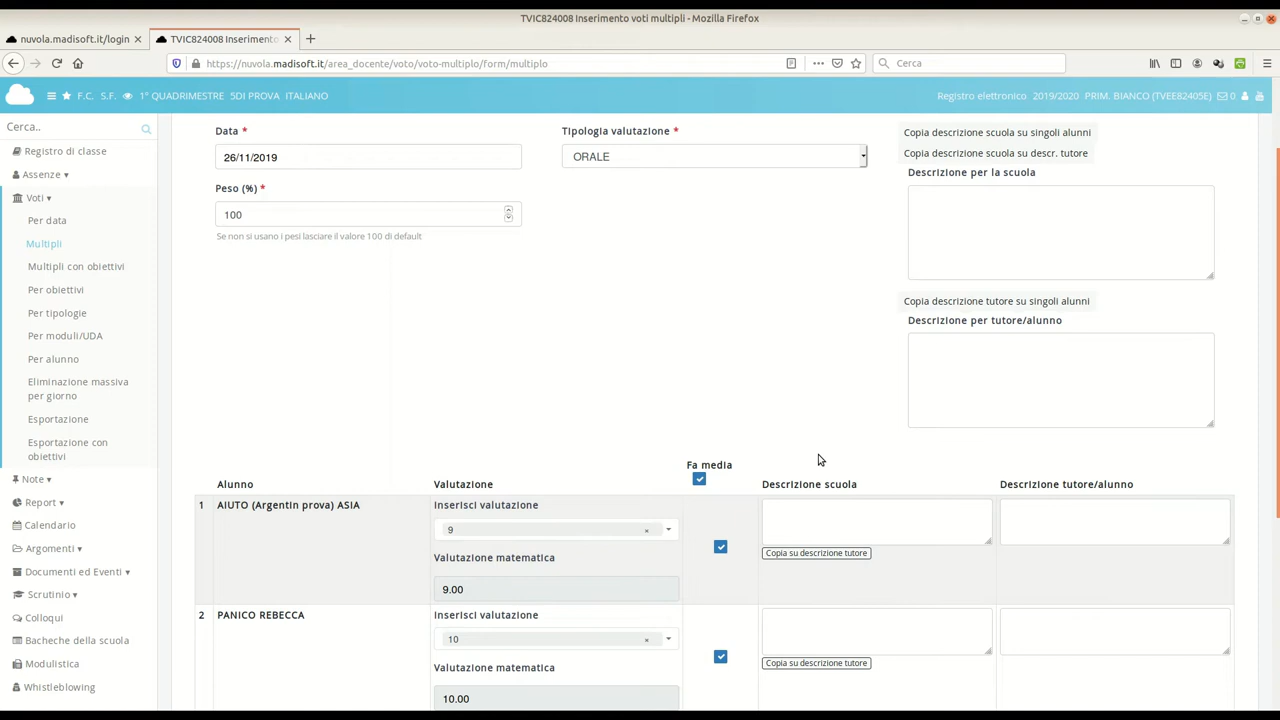 TVIC824008 Inserimento voti multipli - Mozilla Firefox
nuvola.madisoft.it/login
TVIC824008 Inserimento
https://nuvola.madisoft.it/area_docente/voto/voto-multiplo/form/multiplo
Cerca
F.C. S.F. 1° QUADRIMESTRE 5DI PROVA ITALIANO
Registro elettronico 2019/2020 PRIM. BIANCO (TVEE82405E) 0
Cerca..
Registro di classe
Assenze
Voti
Per data
Multipli
Multipli con obiettivi
Per obiettivi
Per tipologie
Per moduli/UDA
Per alunno
Eliminazione massiva
per giorno
Esportazione
Esportazione con
obiettivi
Note
Report
Calendario
Argomenti
Documenti ed Eventi
Scrutinio
Colloqui
Bacheche della scuola
Modulistica
Whistleblowing
Data *
26/11/2019
Peso (%) *
100
Se non si usano i pesi lasciare il valore 100 di default
Tipologia valutazione *
ORALE
Copia descrizione scuola su singoli alunni
Copia descrizione scuola su descr. tutore
Descrizione per la scuola
Copia descrizione tutore su singoli alunni
Descrizione per tutore/alunno
Alunno Valutazione Fa media Descrizione scuola Descrizione tutore/alunno
1 AIUTO (Argentin prova) ASIA
Inserisci valutazione
9 ×
Valutazione matematica
9.00
Copia su descrizione tutore
2 PANICO REBECCA
Inserisci valutazione
10 ×
Valutazione matematica
10.00
Copia su descrizione tutore